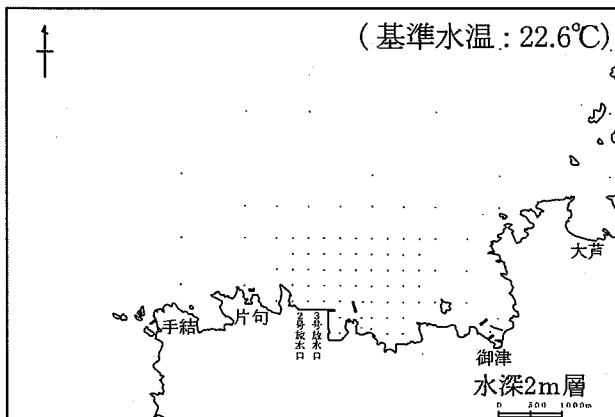 (基準水温:22.6℃)
大芦
手結
片句
2号放水口
3号放水口
御津
水深2m層
0 500 1000m